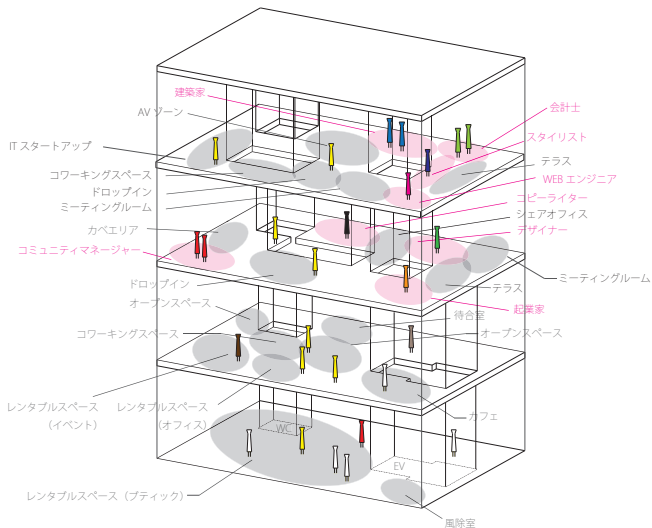 建築家
AVゾーン
会計士
スタイリスト
ITスタートアップ
テラス
コワーキングスペース
WEBエンジニア
ドロップイン
コピーライター
ミーティングルーム
シェアオフィス
カベエリア
デザイナー
コミュニティマネージャー
ミーティングルーム
ドロップイン
テラス
オープンスペース
起業家
待合室
コワーキングスペース
オープンスペース
レンタブルスペース
（イベント）
レンタブルスペース
（オフィス）
カフェ
WC
EV
レンタブルスペース（ブティック）
風除室